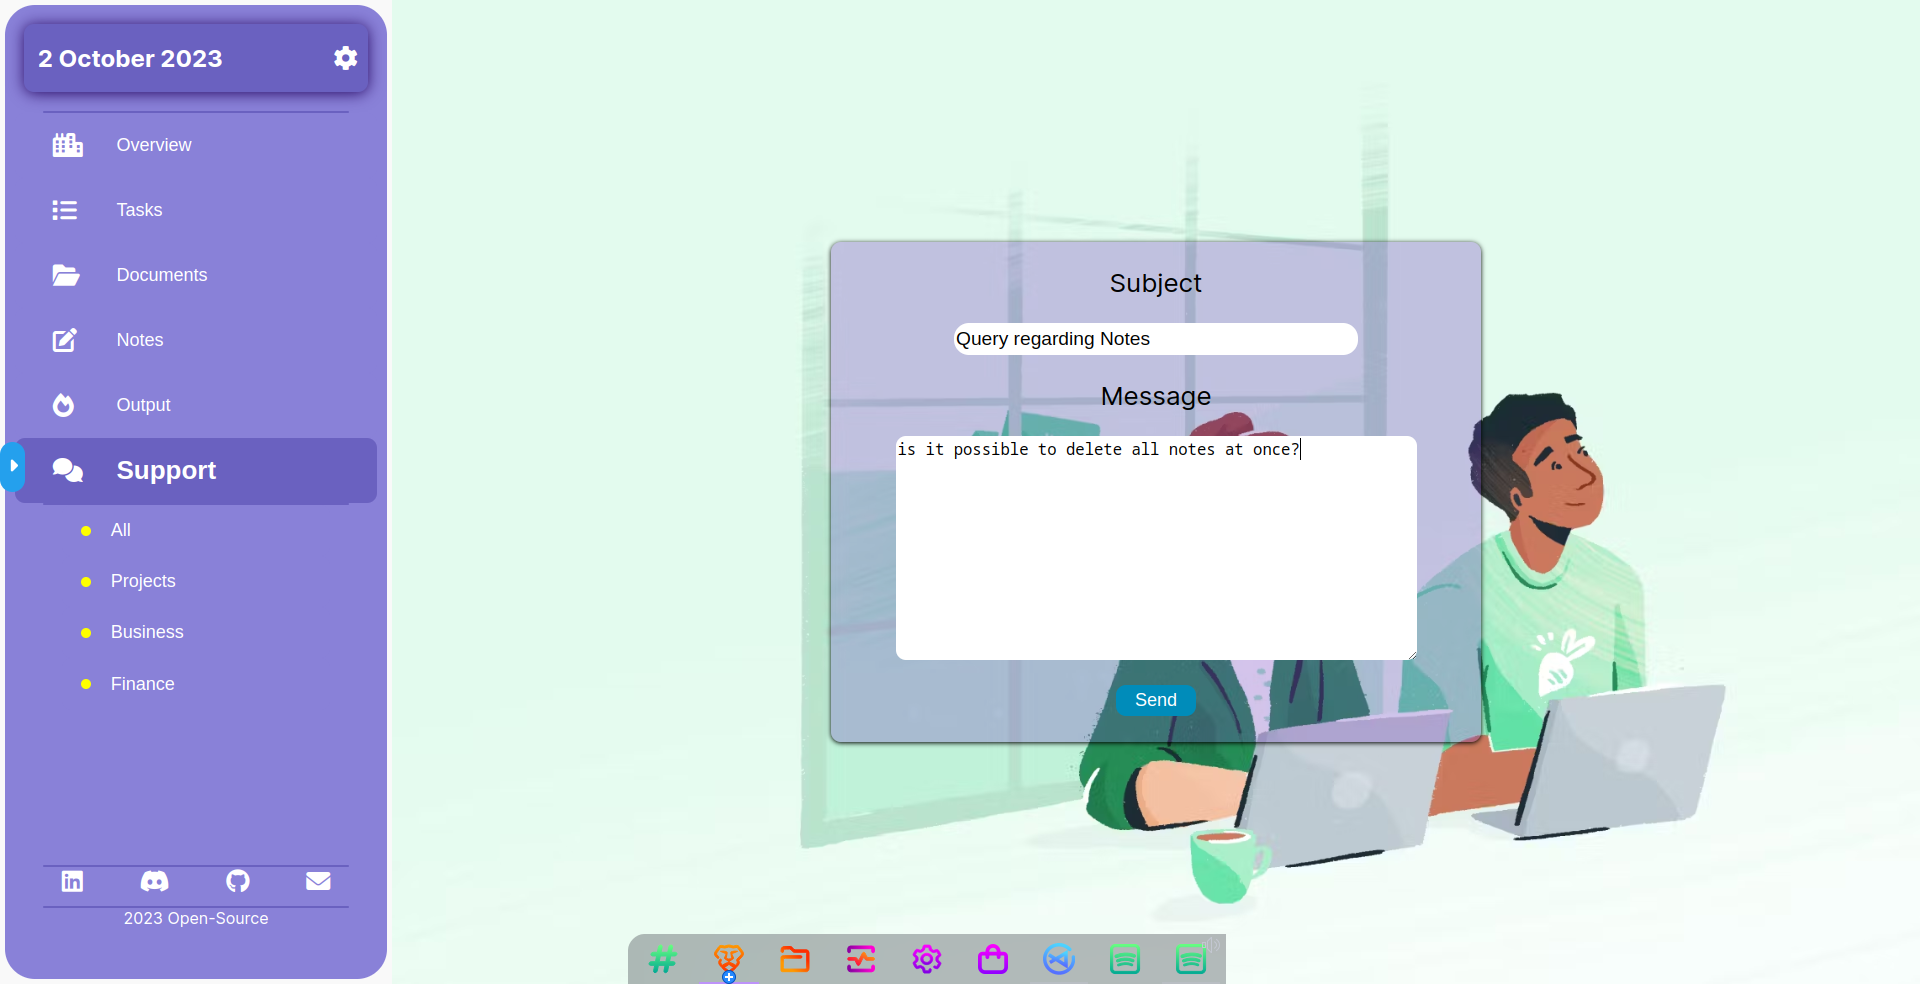 2 October 2023
Overview
Tasks
Documents
Notes
Output
Support
All
Projects
Business
Finance
2023 Open-Source
Subject
Query regarding Notes
Message
is it possible to delete all notes at once?
Send